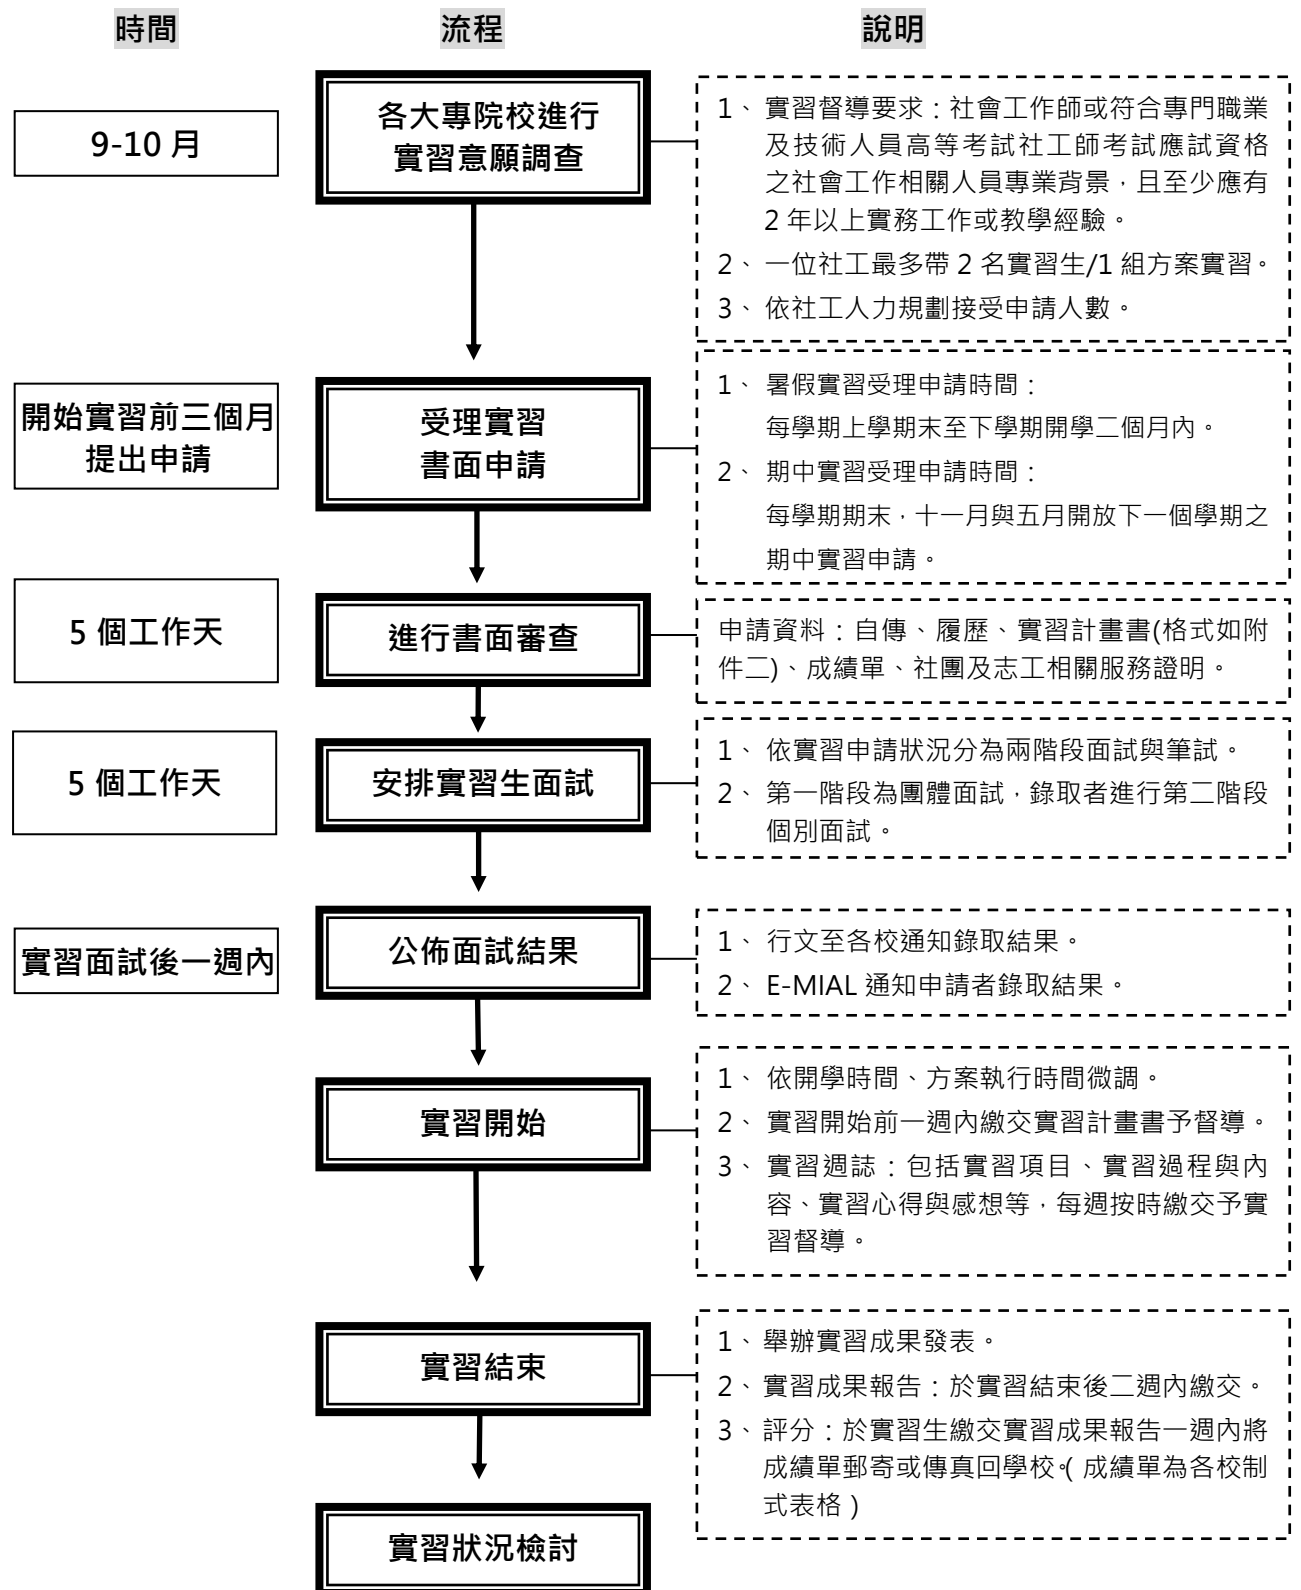 時間
流程
說明
9-10 月
各大專院校進行
實習意願調查
1、 實習督導要求：社會工作師或符合專門職業
及技術人員高等考試社工師考試應試資格
之社會工作相關人員專業背景，且至少應有
2 年以上實務工作或教學經驗。
2、 一位社工最多帶 2 名實習生/1 組方案實習。
3、 依社工人力規劃接受申請人數。
開始實習前三個月
提出申請
受理實習
書面申請
1、 暑假實習受理申請時間：
每學期上學期末至下學期開學二個月內。
2、 期中實習受理申請時間：
每學期期末，十一月與五月開放下一個學期之
期中實習申請。
5 個工作天
進行書面審查
申請資料：自傳、履歷、實習計畫書(格式如附
件二)、成績單、社團及志工相關服務證明。
5 個工作天
安排實習生面試
1、 依實習申請狀況分為兩階段面試與筆試。
2、 第一階段為團體面試，錄取者進行第二階段
個別面試。
實習面試後一週內
公佈面試結果
1、 行文至各校通知錄取結果。
2、 E-MIAL 通知申請者錄取結果。
實習開始
1、 依開學時間、方案執行時間微調。
2、 實習開始前一週內繳交實習計畫書予督導。
3、 實習週誌：包括實習項目、實習過程與內
容、實習心得與感想等，每週按時繳交予實
習督導。
實習結束
1、 舉辦實習成果發表。
2、 實習成果報告：於實習結束後二週內繳交。
3、 評分：於實習生繳交實習成果報告一週內將
成績單郵寄或傳真回學校。( 成績單為各校制
式表格 )
實習狀況檢討